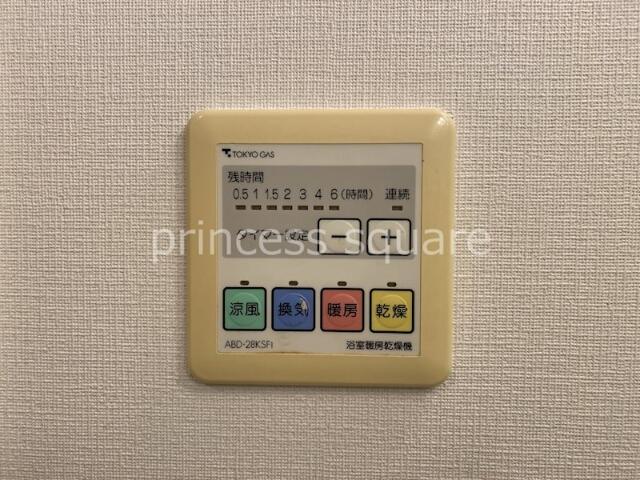 TOKYO GAS
残時間
0.5 1 1.5 2 3 4 6 (時間) 連続
タイマー設定 − +
princess square
涼風 換気 暖房 乾燥
ABD-28KSFI 浴室暖房乾燥機